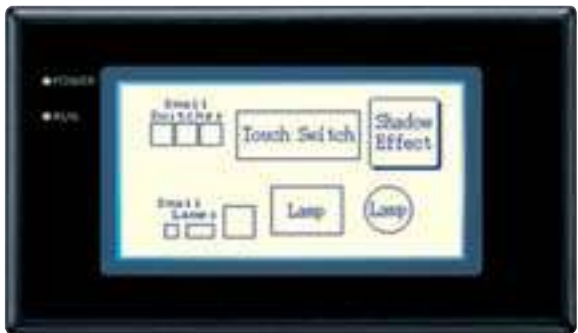 POWER
RUN
Small
Switches
Touch Switch
Shadow
Effect
Small
Lamps
Lamp
Lamp